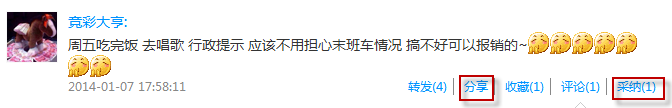 竟彩大亨:
周五吃完饭 去唱歌 行政提示 应该不用担心末班车情况 搞不好可以报销的~
2014-01-07 17:58:11 转发(4) | 分享 | 收藏(1) | 评论(1) | 采纳(1)